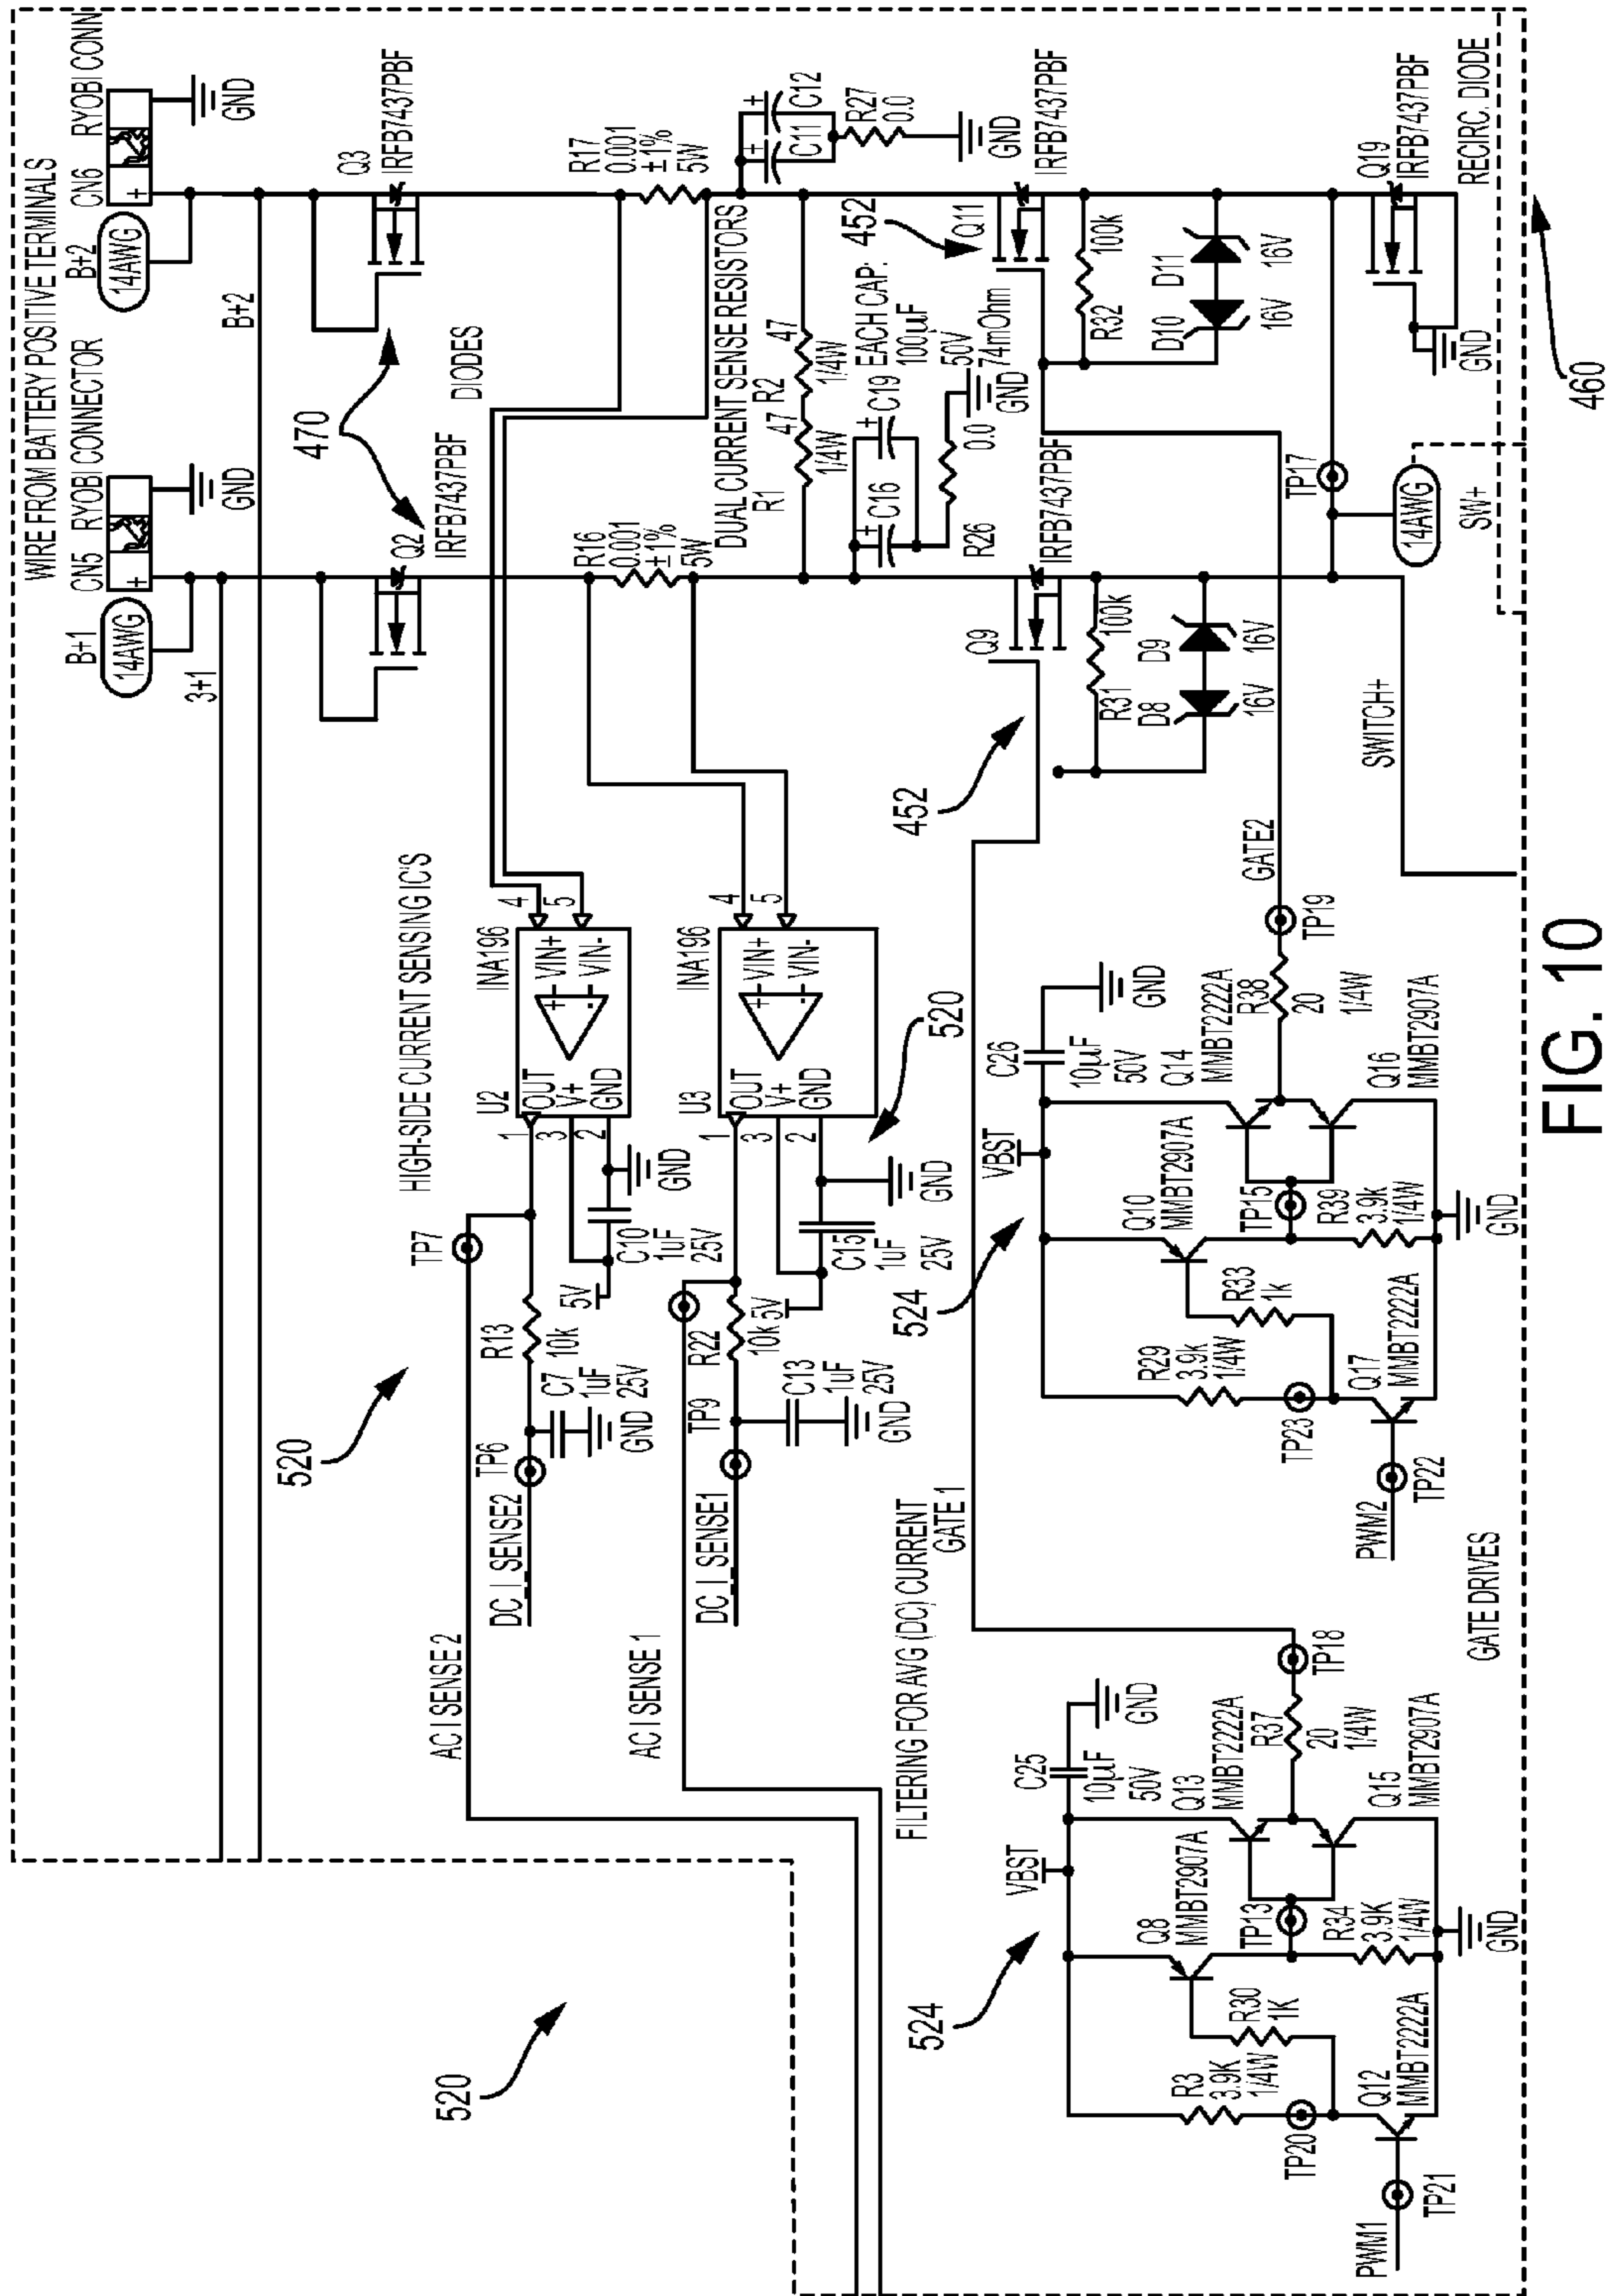 WIRE FROM BATTERY POSITIVE TERMINALS
CN5 RYOBI CONNECTOR
CN6 RYOBI CONN
B+1
14AWG
+
GND
B+2
14AWG
+
GND
3+1
B+2
470
Q2
IRFB7437PBF
DIODES
Q3
IRFB7437PBF
HIGH-SIDE CURRENT SENSING IC'S
R16
0.001
±1%
5W
R17
0.001
±1%
5W
DUAL CURRENT SENSE RESISTORS
C11
C12
+
+
R27
0.0
GND
R1
47
1/4W
R2
47
1/4W
EACH CAP:
100µF
50V
74mOhm
C16
C19
+
+
R26
0.0
GND
520
520
AC I SENSE 2
TP7
DC_I_SENSE2
TP6
R13
10k
C7
1uF
25V
GND
5V
C10
1uF
25V
GND
U2
INA196
OUT
V+
GND
VIN+
VIN-
+
-
1
3
2
4
5
AC I SENSE 1
DC_I_SENSE1
TP9
R22
10k
C13
1uF
25V
GND
5V
C15
1uF
25V
GND
U3
INA196
OUT
V+
GND
VIN+
VIN-
+
-
1
3
2
4
5
520
FILTERING FOR AVG (DC) CURRENT
GATE 1
452
Q9
IRFB7437PBF
R31
100k
D8
16V
D9
16V
452
Q11
IRFB7437PBF
R32
100k
D10
16V
D11
16V
TP17
14AWG
SW+
SWITCH+
Q19
IRFB7437PBF
GND
RECIRC. DIODE
460
524
VBST
C25
10µF
50V
GND
Q8
MMBT2907A
Q13
MMBT2222A
R37
20
1/4W
TP18
TP13
Q15
MMBT2907A
R34
3.9K
1/4W
GND
R3
3.9K
1/4W
R30
1K
TP20
Q12
MMBT2222A
PWM1
TP21
GATE DRIVES
524
VBST
C26
10µF
50V
GND
Q10
MMBT2907A
Q14
MMBT2222A
R38
20
1/4W
TP19
GATE2
TP15
Q16
MMBT2907A
R39
3.9k
1/4W
GND
R29
3.9k
1/4W
R33
1k
TP23
Q17
MMBT2222A
PWM2
TP22
FIG. 10